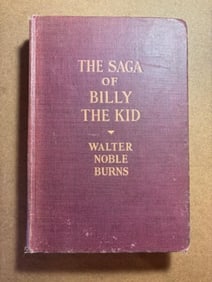 THE SAGA
OF
BILLY
THE KID
WALTER
NOBLE
BURNS